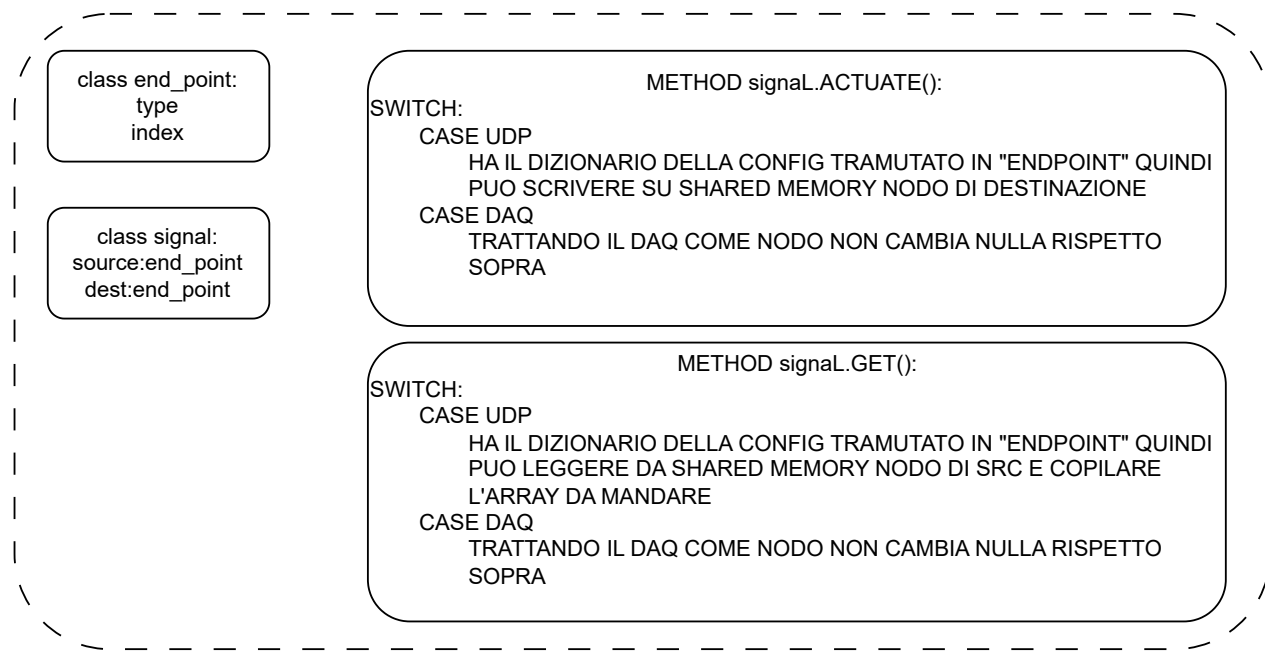 class end_point:
type
index
class signal:
source:end_point
dest:end_point
METHOD signaL.ACTUATE():
SWITCH:
CASE UDP
HA IL DIZIONARIO DELLA CONFIG TRAMUTATO IN "ENDPOINT" QUINDI
PUO SCRIVERE SU SHARED MEMORY NODO DI DESTINAZIONE
CASE DAQ
TRATTANDO IL DAQ COME NODO NON CAMBIA NULLA RISPETTO
SOPRA
METHOD signaL.GET():
SWITCH:
CASE UDP
HA IL DIZIONARIO DELLA CONFIG TRAMUTATO IN "ENDPOINT" QUINDI
PUO LEGGERE DA SHARED MEMORY NODO DI SRC E COPILARE
L'ARRAY DA MANDARE
CASE DAQ
TRATTANDO IL DAQ COME NODO NON CAMBIA NULLA RISPETTO
SOPRA